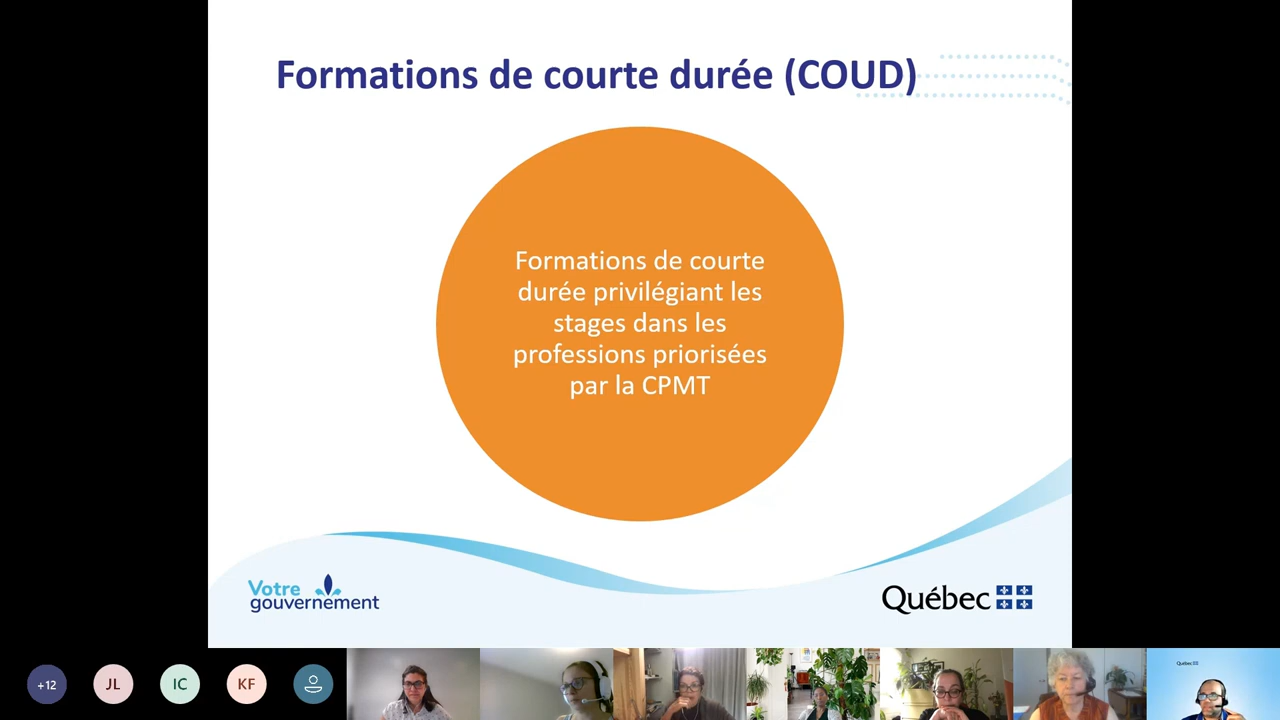 Formations de courte durée (COUD)
Formations de courte
durée privilégiant les
stages dans les
professions priorisées
par la CPMT
Votre
gouvernement
Québec
+12
JL
IC
KF
Québec